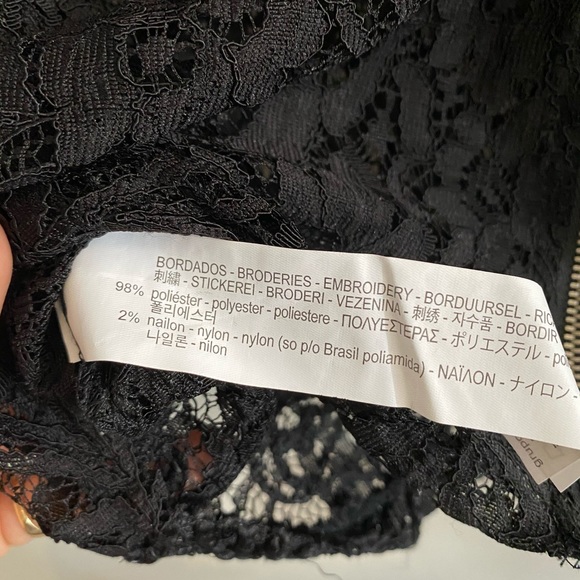 BORDADOS - BRODERIES - EMBROIDERY - BORDUURSEL - RIC
刺繡 - STICKEREI - BRODERI - VEZENINA - 刺绣 - 자수품 - BORDIR
98% poliéster - polyester - poliestere - ΠΟΛΥΕΣΤΕΡΑΣ - ポリエステル - po
폴리에스터
2% nailon - nylon - nylon (so p/o Brasil poliamida) - ΝΑΪΛΟΝ - ナイロン -
나일론 - nilon